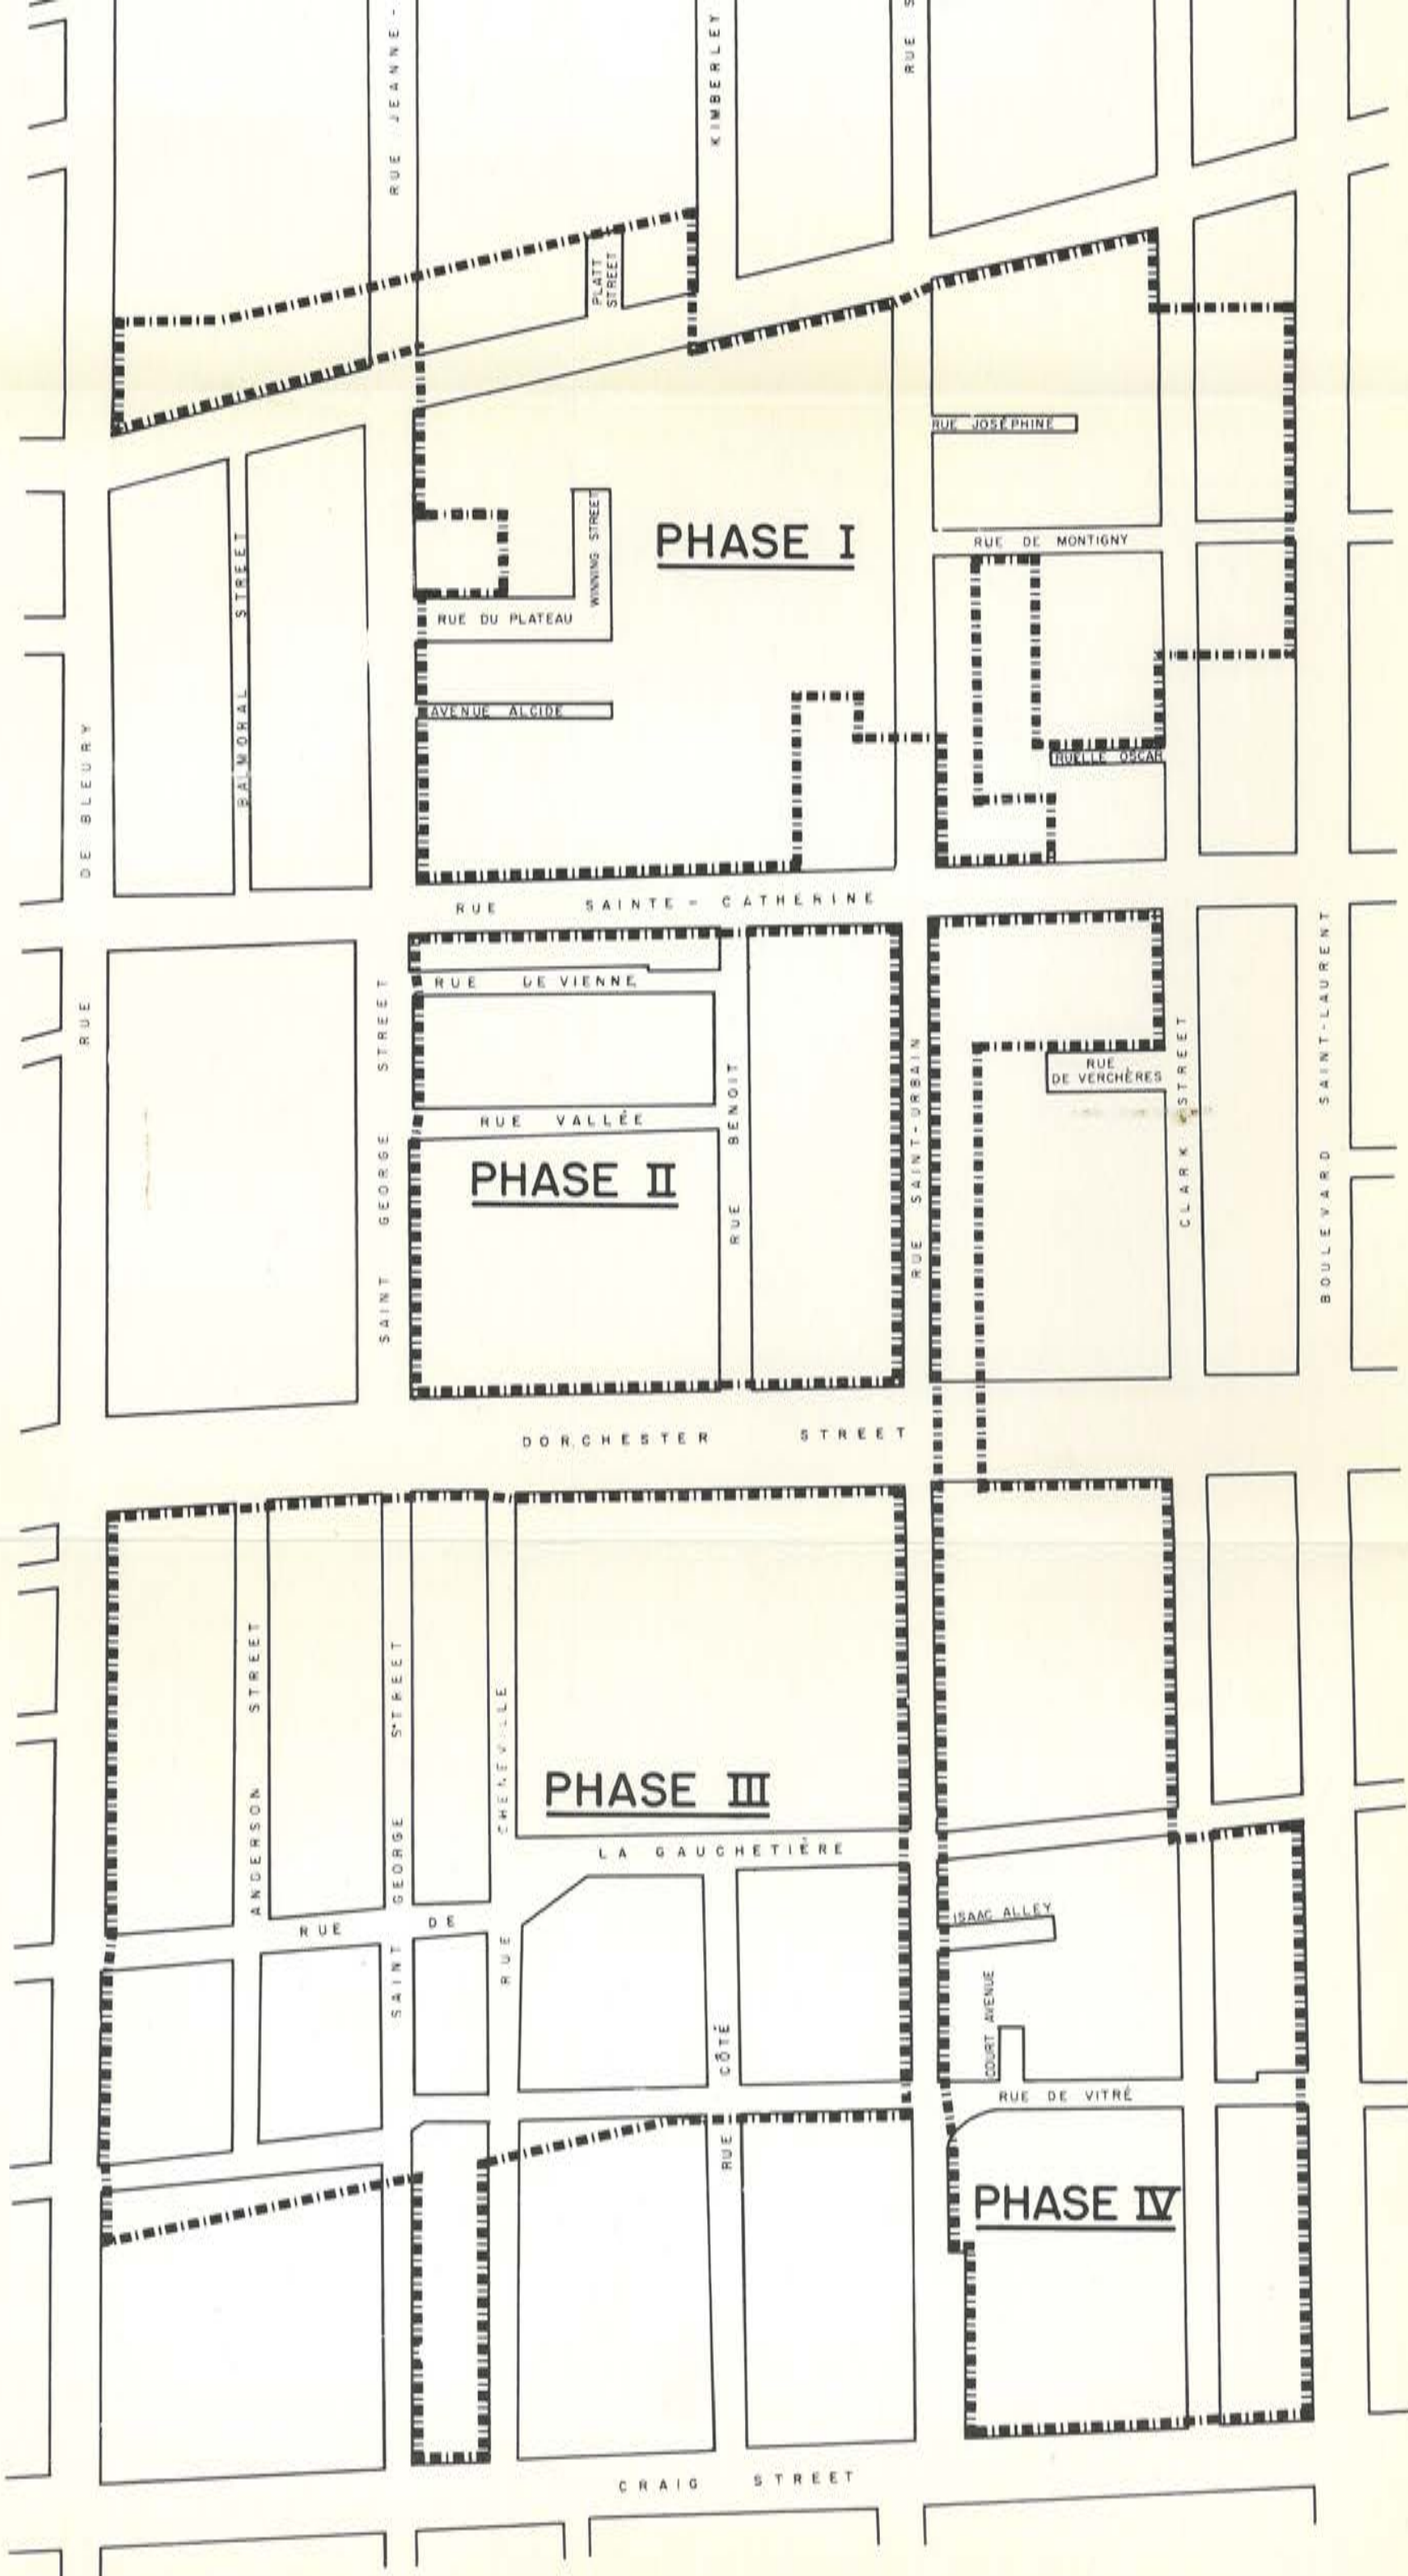 RUE JEANNE-
KIMBERLEY
RUE S
PLATT
STREET
RUE JOSÉPHINE
PHASE I
RUE DE MONTIGNY
WINNING STREET
RUE DU PLATEAU
BALMORAL STREET
AVENUE ALCIDE
RUELLE OSCAR
RUE DE BLEURY
RUE SAINTE-CATHERINE
RUE DE VIENNE
SAINT GEORGE STREET
RUE BENOIT
RUE SAINT-URBAIN
RUE
DE VERCHÈRES
CLARK STREET
BOULEVARD SAINT-LAURENT
RUE VALLÉE
PHASE II
DORCHESTER STREET
ANDERSON STREET
SAINT GEORGE STREET
RUE CHENEVILLE
PHASE III
RUE DE LA GAUCHETIÈRE
ISAAC ALLEY
COURT AVENUE
RUE CÔTÉ
RUE DE VITRÉ
PHASE IV
CRAIG STREET